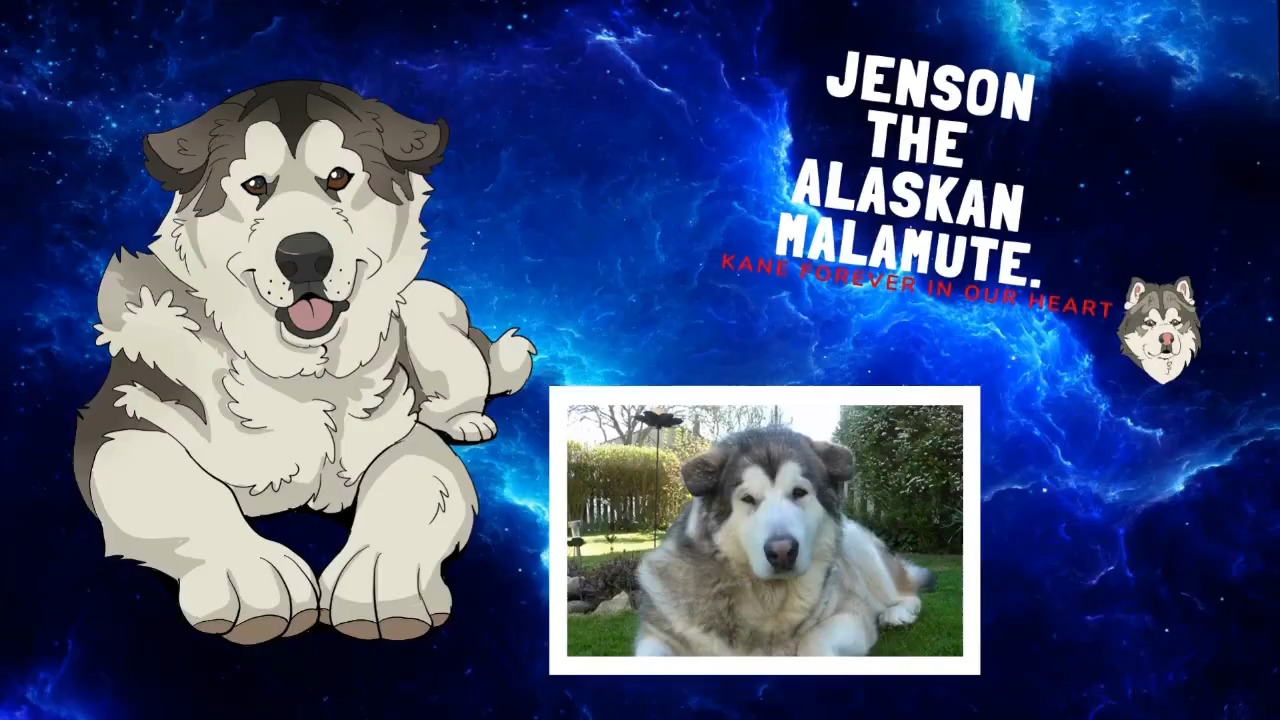 JENSON
THE
ALASKAN
MALAMUTE.
KANE FOREVER IN OUR HEART